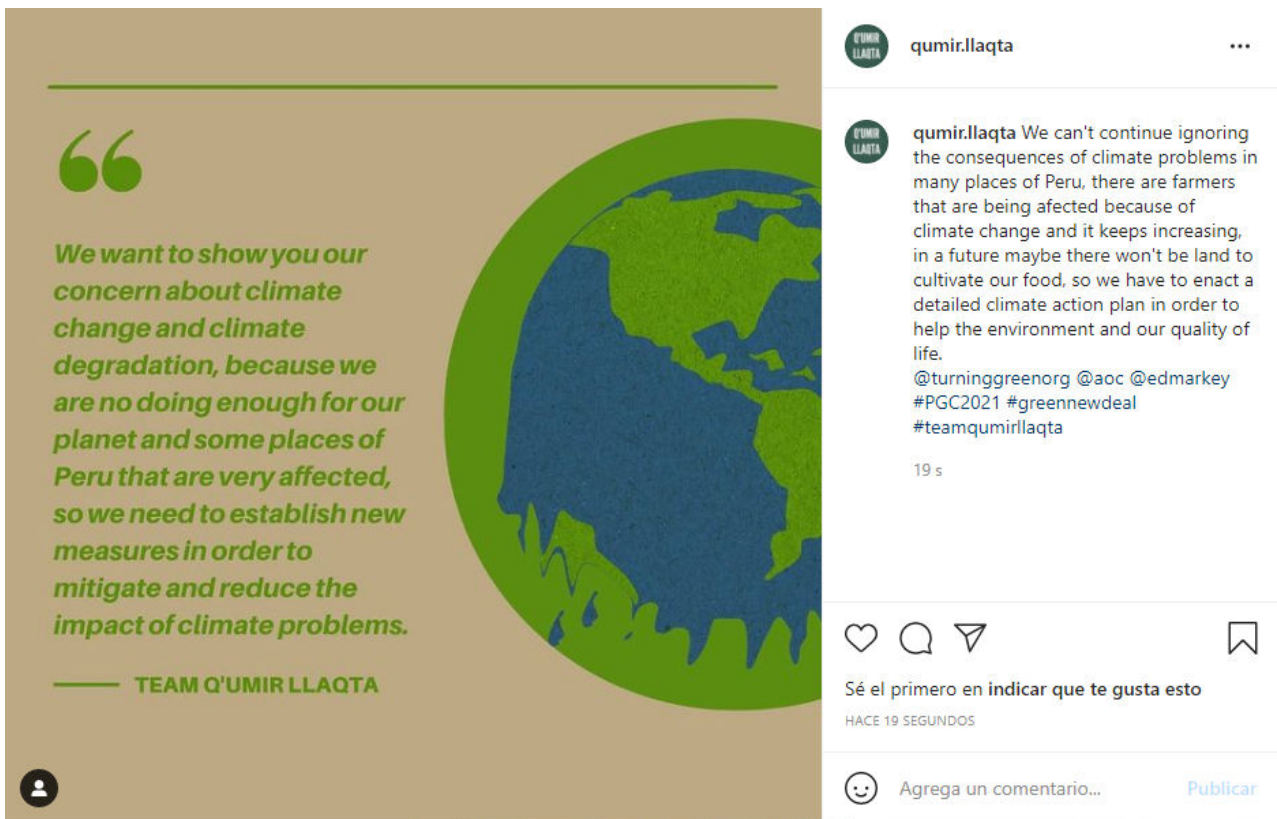 “
We want to show you our
concern about climate
change and climate
degradation, because we
are no doing enough for our
planet and some places of
Peru that are very affected,
so we need to establish new
measures in order to
mitigate and reduce the
impact of climate problems.
TEAM Q'UMIR LLAQTA
Q'UMIR
LLAQTA
qumir.llaqta
Q'UMIR
LLAQTA
qumir.llaqta We can't continue ignoring
the consequences of climate problems in
many places of Peru, there are farmers
that are being afected because of
climate change and it keeps increasing,
in a future maybe there won't be land to
cultivate our food, so we have to enact a
detailed climate action plan in order to
help the environment and our quality of
life.
@turninggreenorg @aoc @edmarkey
#PGC2021 #greennewdeal
#teamqumirllaqta
19 s
Sé el primero en indicar que te gusta esto
HACE 19 SEGUNDOS
Agrega un comentario... Publicar